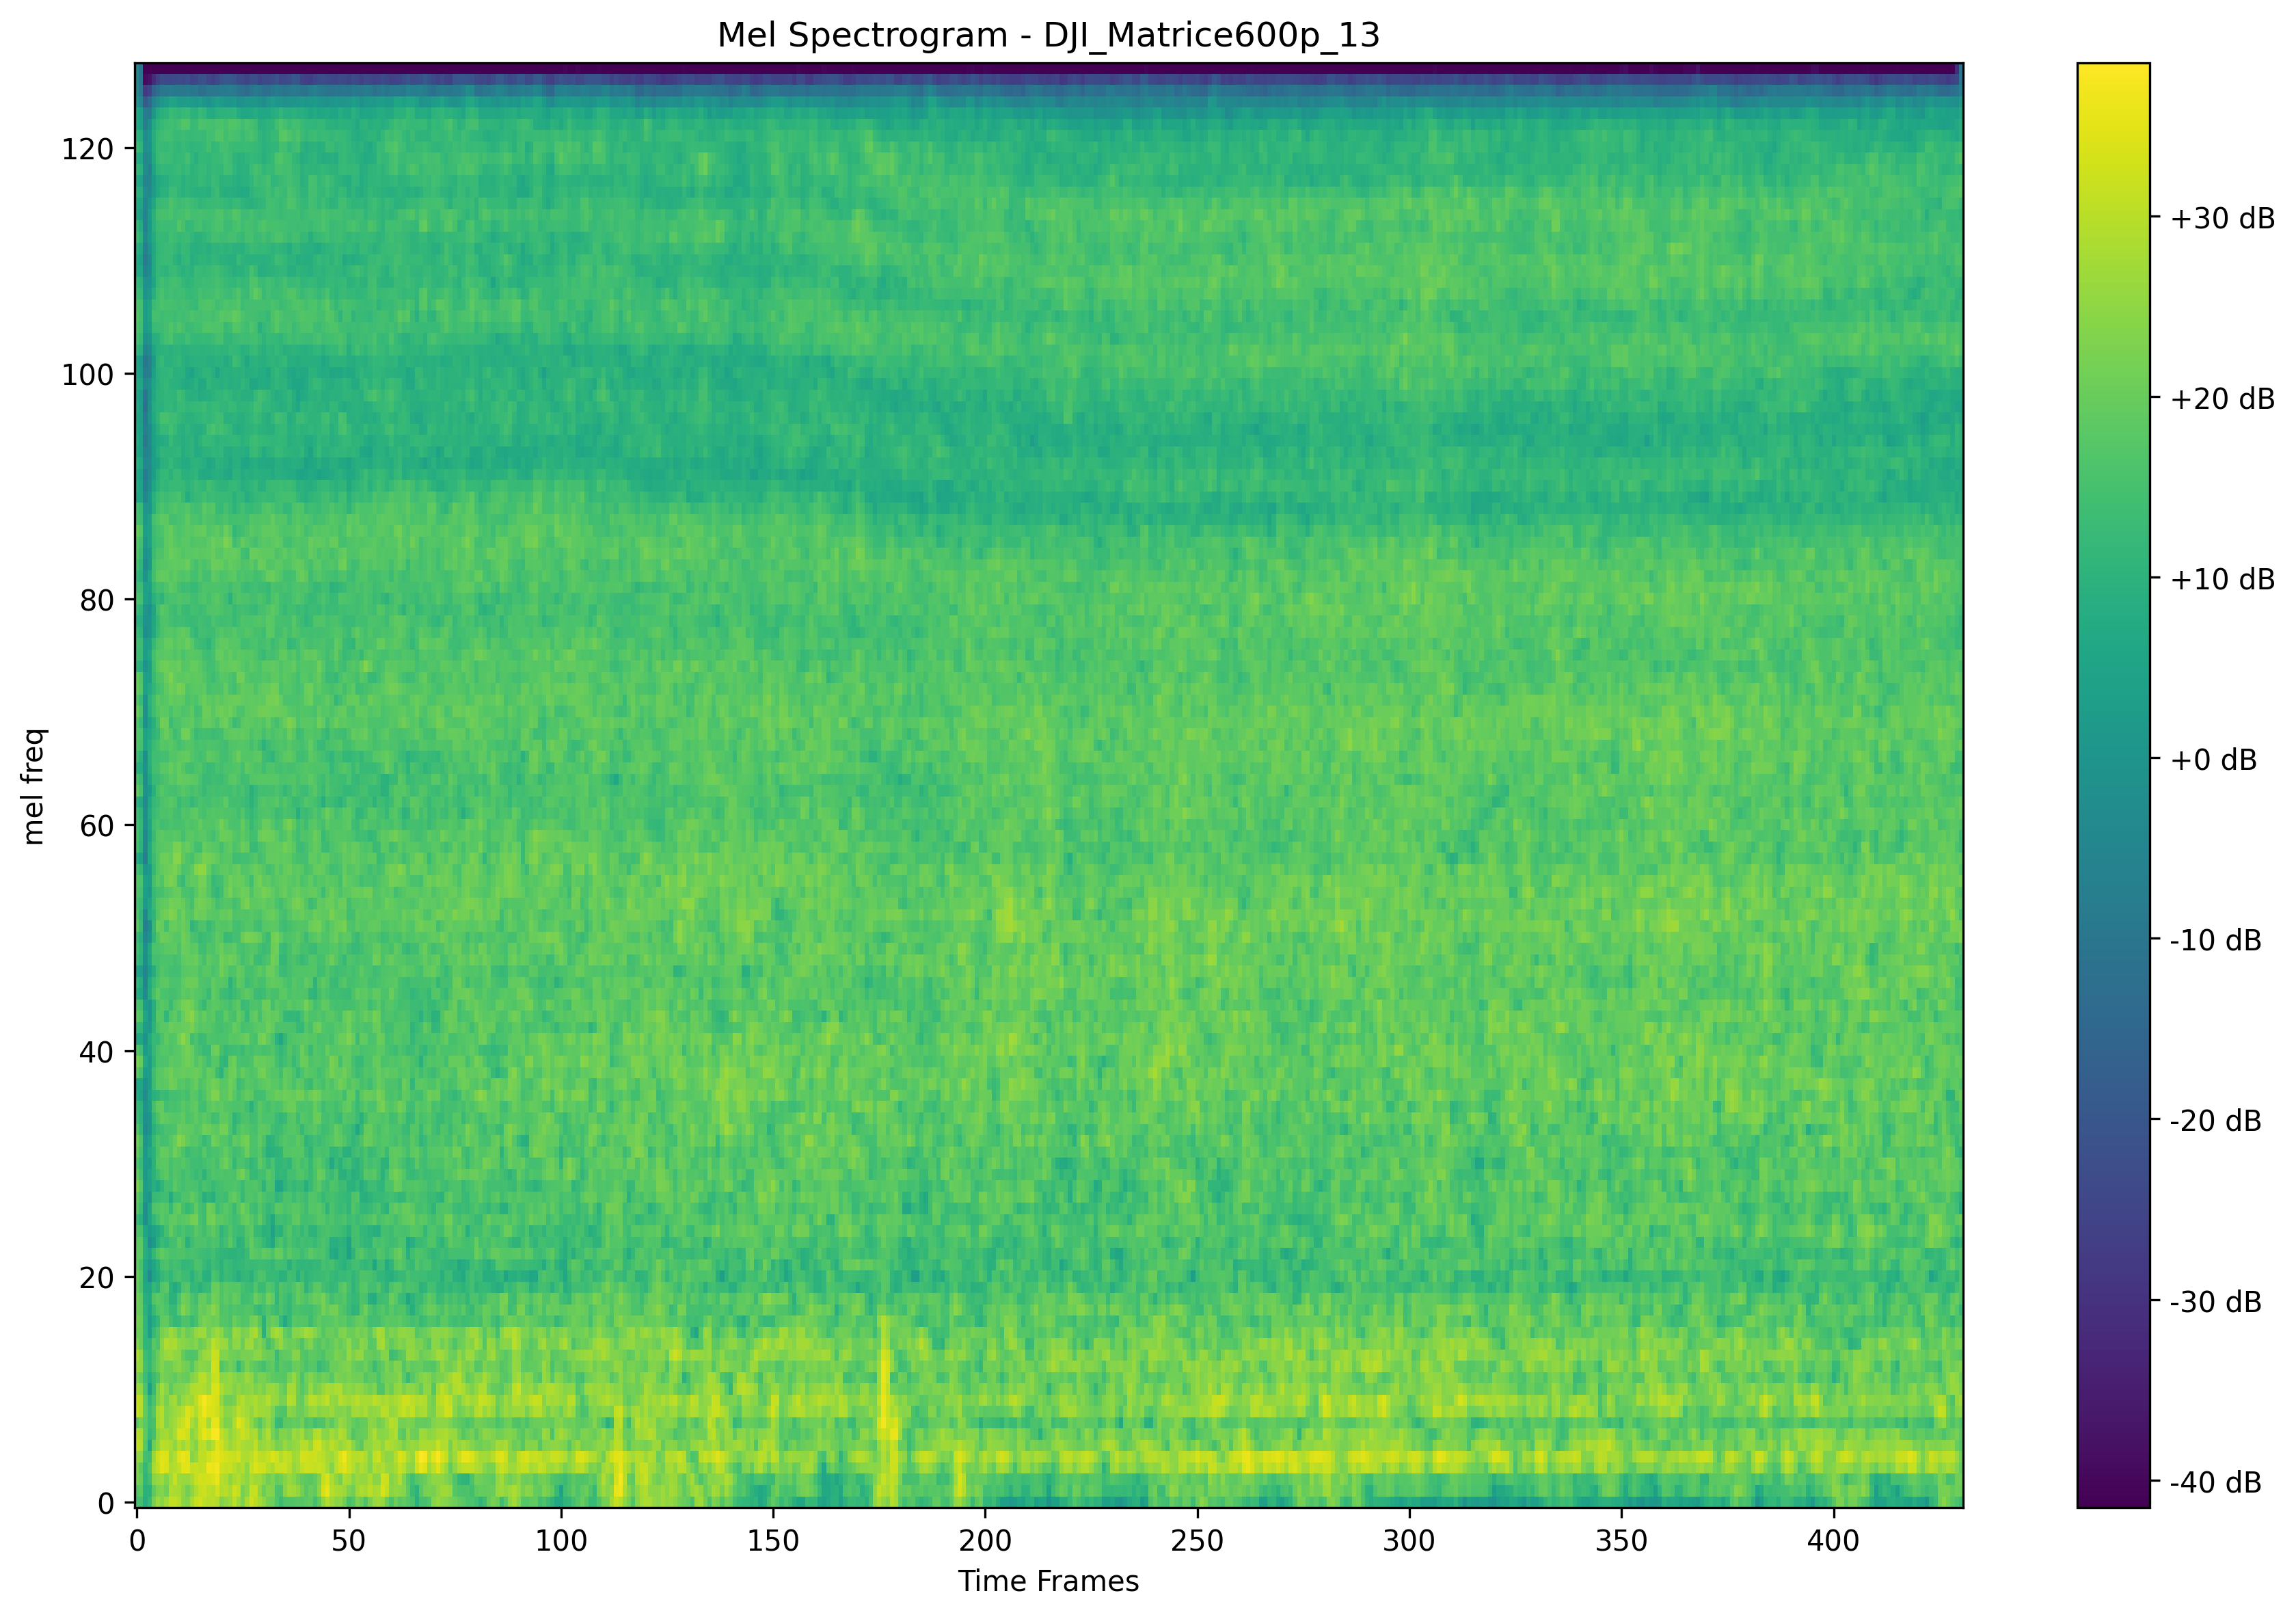 Mel Spectrogram - DJI_Matrice600p_13
mel freq
120
100
80
60
40
20
0
0 50 100 150 200 250 300 350 400
Time Frames
+30 dB
+20 dB
+10 dB
+0 dB
-10 dB
-20 dB
-30 dB
-40 dB